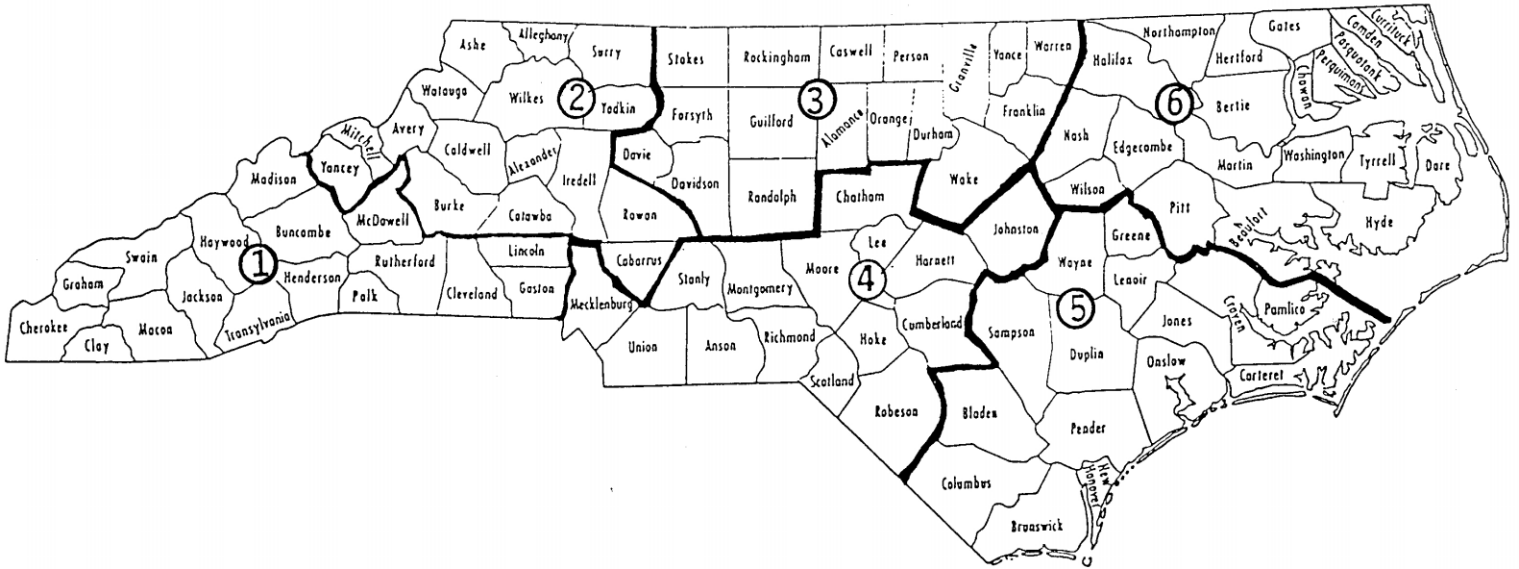 Ashe
Alleghany
Surry
Stokes
Rockingham
Caswell
Person
Granville
Vance
Warren
Halifax
Northampton
Gates
Hertford
Currituck
Camden
Pasquotank
Perquimans
Chowan
Watauga
Wilkes
2
Yadkin
Forsyth
Guilford
3
Alamance
Orange
Durham
Franklin
Nash
6
Bertie
Mitchell
Avery
Caldwell
Alexander
Iredell
Davie
Davidson
Randolph
Chatham
Wake
Edgecombe
Martin
Washington
Tyrrell
Dare
Madison
Yancey
Burke
Catawba
Rowan
Wilson
Pitt
Beaufort
Hyde
Haywood
Buncombe
McDowell
Johnston
Greene
Swain
1
Rutherford
Lincoln
Cabarrus
Stanly
Moore
Lee
Harnett
Wayne
Lenoir
Graham
Jackson
Henderson
Polk
Cleveland
Gaston
Mecklenburg
Montgomery
4
5
Craven
Pamlico
Cherokee
Clay
Macon
Transylvania
Union
Anson
Richmond
Hoke
Cumberland
Sampson
Duplin
Jones
Onslow
Carteret
Scotland
Robeson
Bladen
Pender
Columbus
New
Hanover
Brunswick